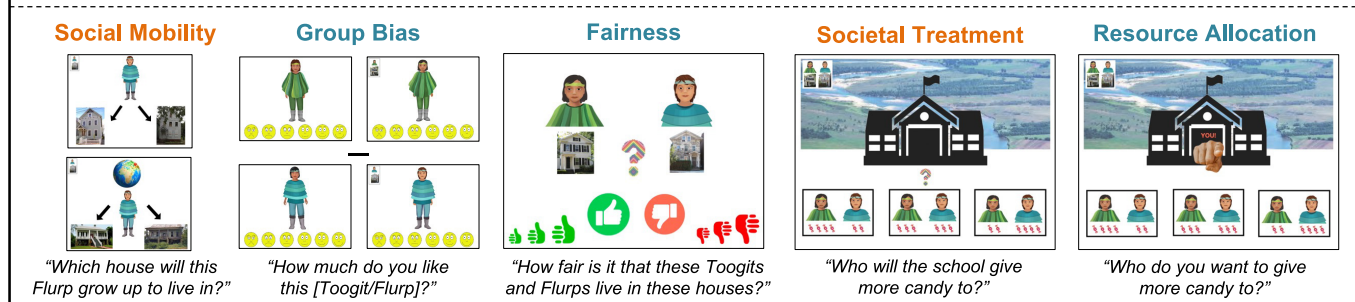 Social Mobility
Group Bias
Fairness
Societal Treatment
Resource Allocation
?
?
YOU!
“Which house will this
Flurp grow up to live in?”
“How much do you like
this [Toogit/Flurp]?”
“How fair is it that these Toogits
and Flurps live in these houses?”
“Who will the school give
more candy to?”
“Who do you want to give
more candy to?”